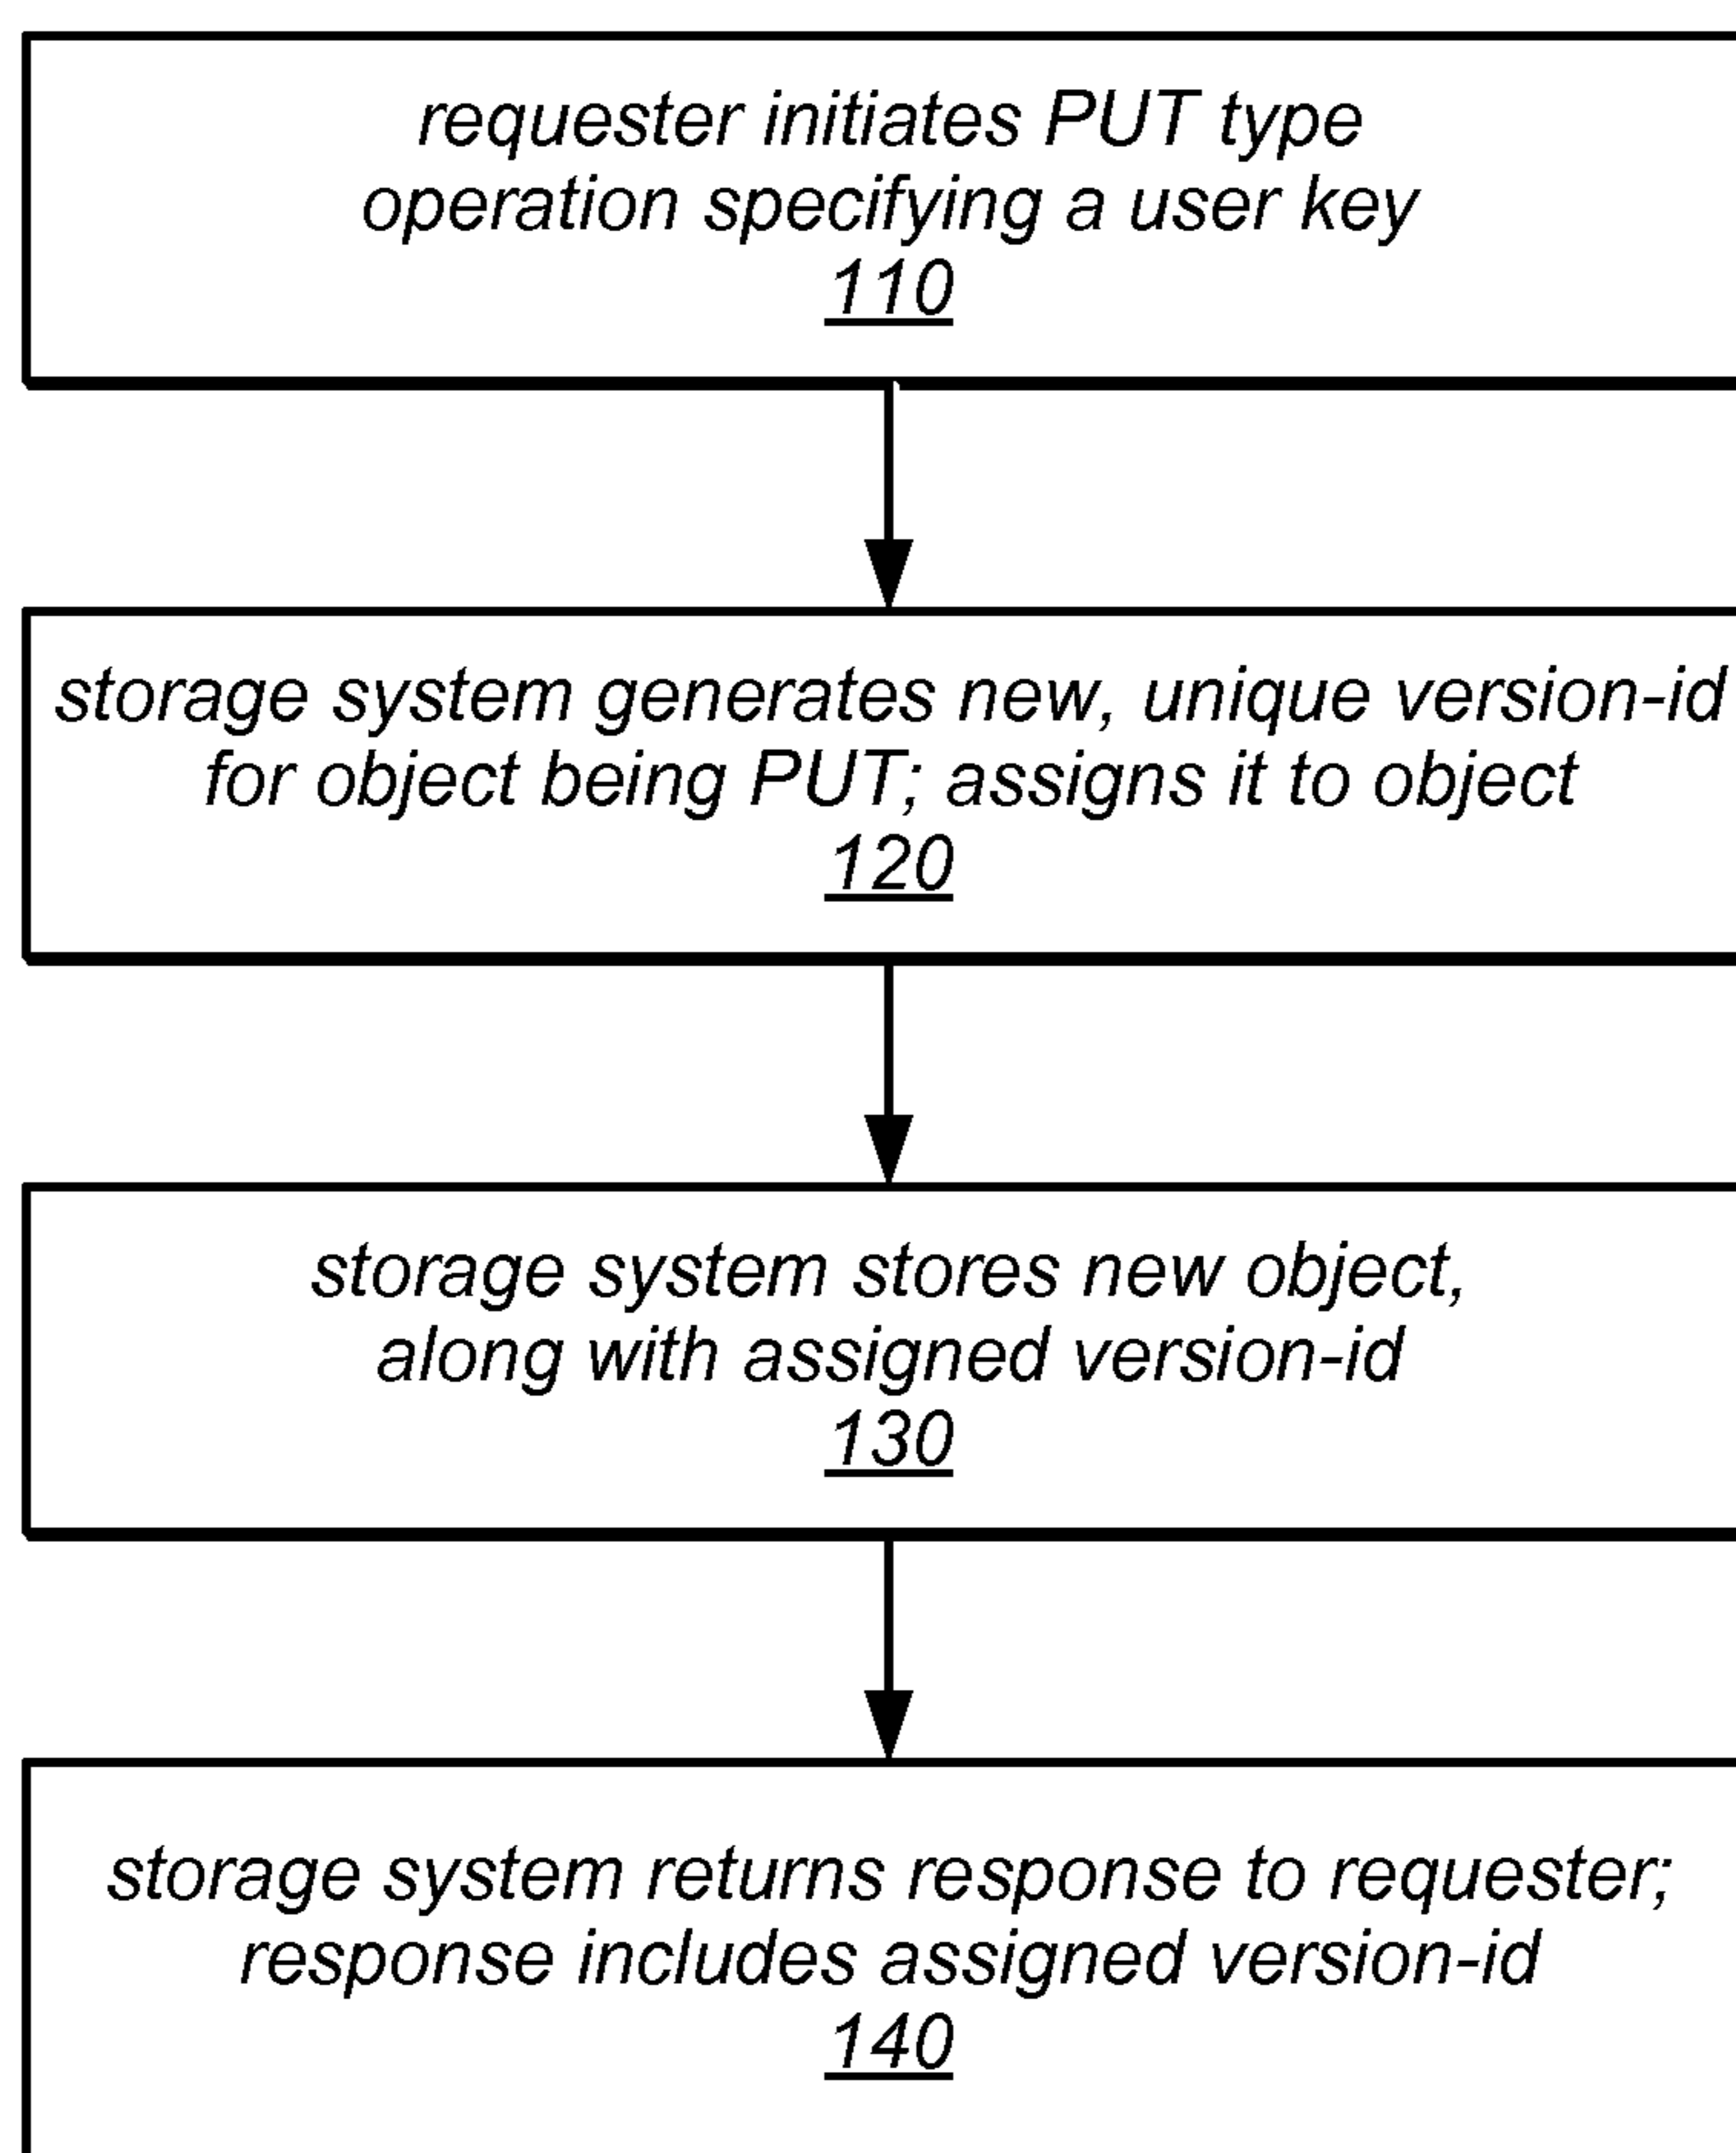 requester initiates PUT type
operation specifying a user key
110
storage system generates new, unique version-id
for object being PUT; assigns it to object
120
storage system stores new object,
along with assigned version-id
130
storage system returns response to requester;
response includes assigned version-id
140